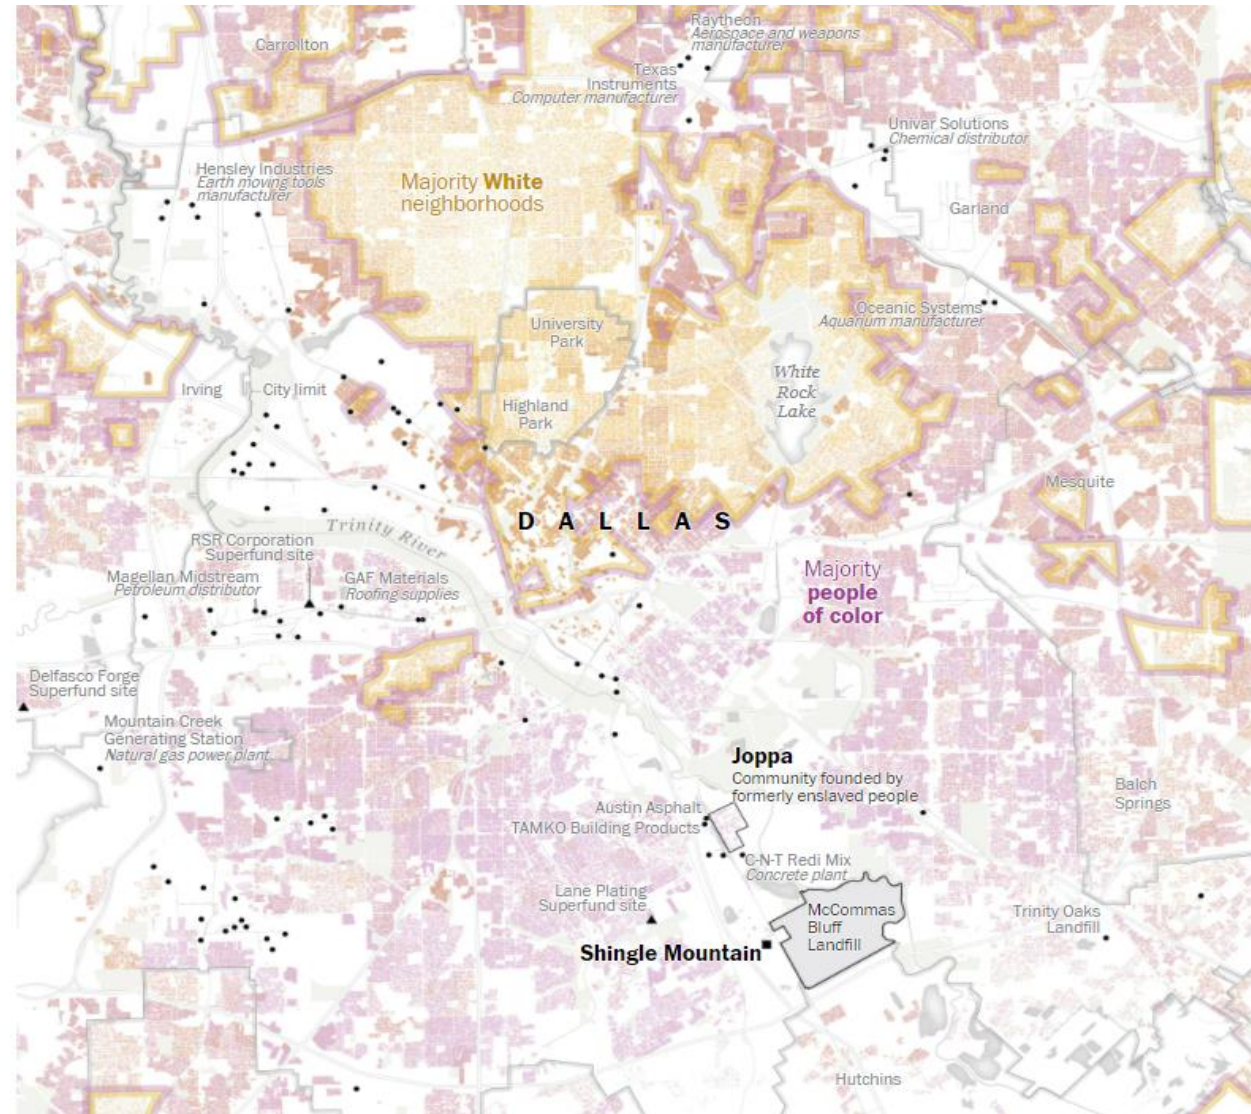 Raytheon
Aerospace and weapons
manufacturer
Carrollton
Texas
Instruments
Computer manufacturer
Univar Solutions
Chemical distributor
Hensley Industries
Earth moving tools
manufacturer
Majority White
neighborhoods
Garland
Oceanic Systems
Aquarium manufacturer
University
Park
White
Rock
Lake
Irving
City limit
Highland
Park
Mesquite
DALLAS
Trinity River
RSR Corporation
Superfund site
Magellan Midstream
Petroleum distributor
GAF Materials
Roofing supplies
Majority
people
of color
Delfasco Forge
Superfund site
Mountain Creek
Generating Station
Natural gas power plant
Joppa
Community founded by
formerly enslaved people
Balch
Springs
Austin Asphalt
TAMKO Building Products
C-N-T Redi Mix
Concrete plant
Lane Plating
Superfund site
McCommas
Bluff
Landfill
Trinity Oaks
Landfill
Shingle Mountain
Hutchins